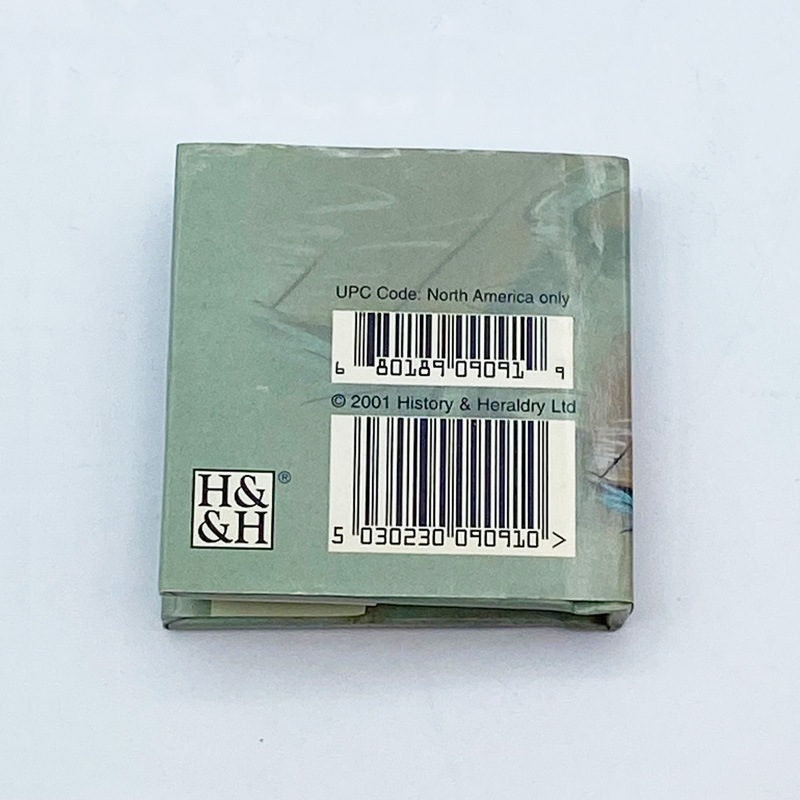 UPC Code: North America only
6 80189 09091 9
© 2001 History & Heraldry Ltd
H&
&H®
5 030230 090910 >